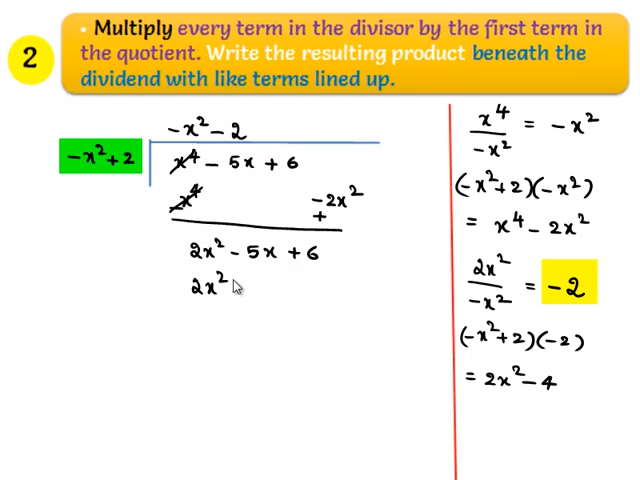 2
• Multiply every term in the divisor by the first term in
the quotient. Write the resulting product beneath the
dividend with like terms lined up.
-x² - 2
-x² + 2
x⁴ - 5x + 6
-x⁴ -2x²
+
2x² - 5x + 6
2x²
x⁴/-x² = -x²
(-x²+2)(-x²)
= x⁴ - 2x²
2x²/-x² = -2
(-x²+2)(-2)
= 2x² - 4